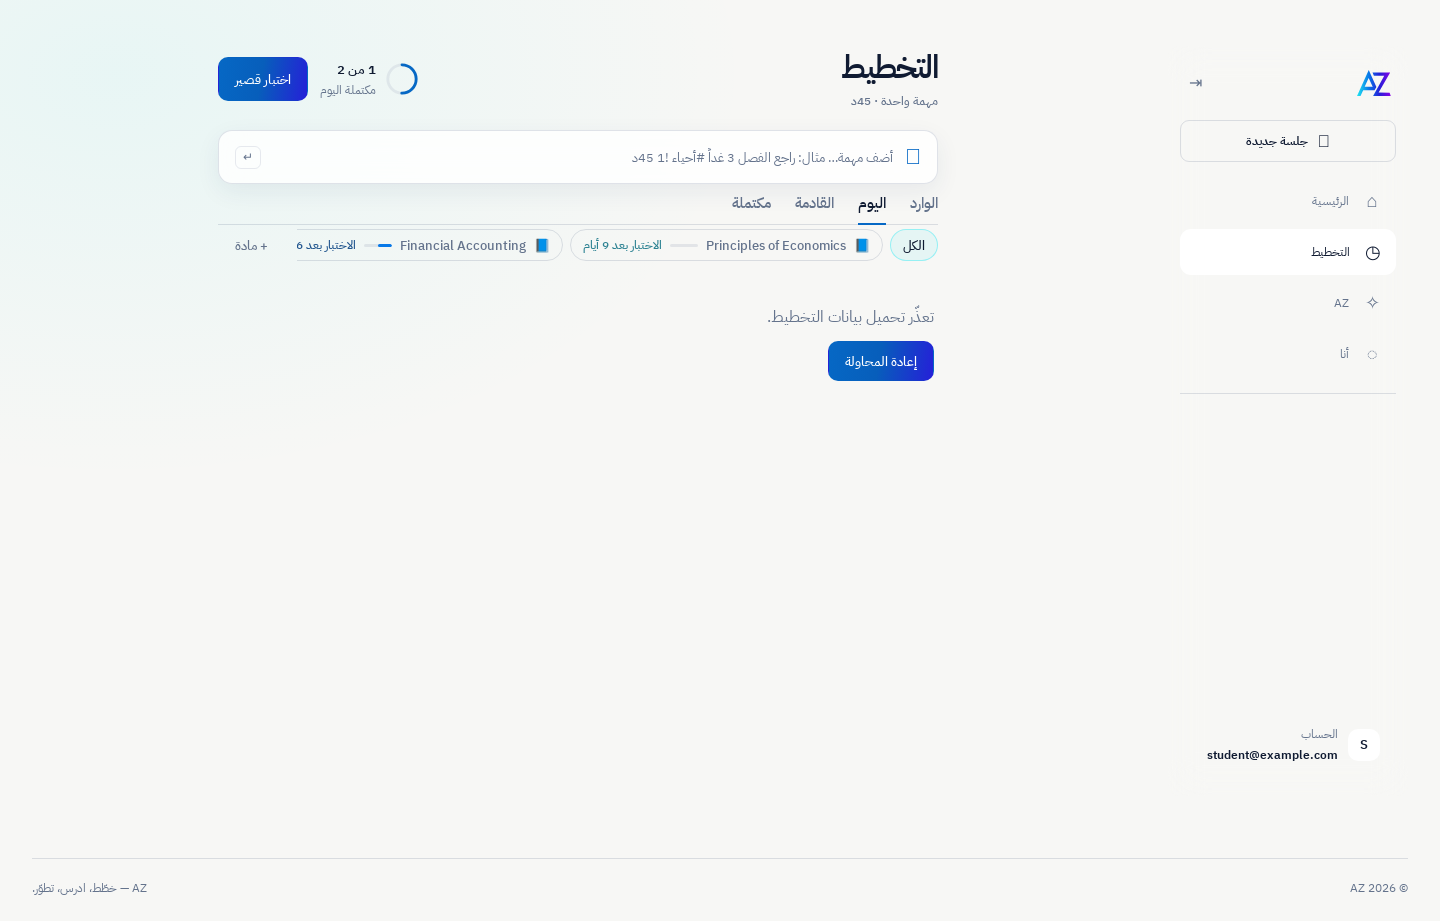 AZ
جلسة جديدة
الرئيسية
التخطيط
AZ
أنا
الحساب
student@example.com
S
التخطيط
مهمة واحدة · 45د
1 من 2
مكتملة اليوم
اختبار قصير
أضف مهمة... مثال: راجع الفصل 3 غداً #أحياء !1 45د
الوارد
اليوم
القادمة
مكتملة
الكل
Principles of Economics
الاختبار بعد 9 أيام
Financial Accounting
الاختبار بعد 6
+ مادة
تعذّر تحميل بيانات التخطيط.
إعادة المحاولة
© 2026 AZ
AZ — خطّط، ادرس، تطوّر.